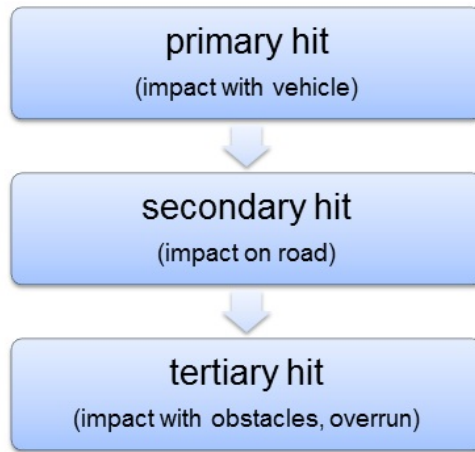 primary hit
(impact with vehicle)
secondary hit
(impact on road)
tertiary hit
(impact with obstacles, overrun)